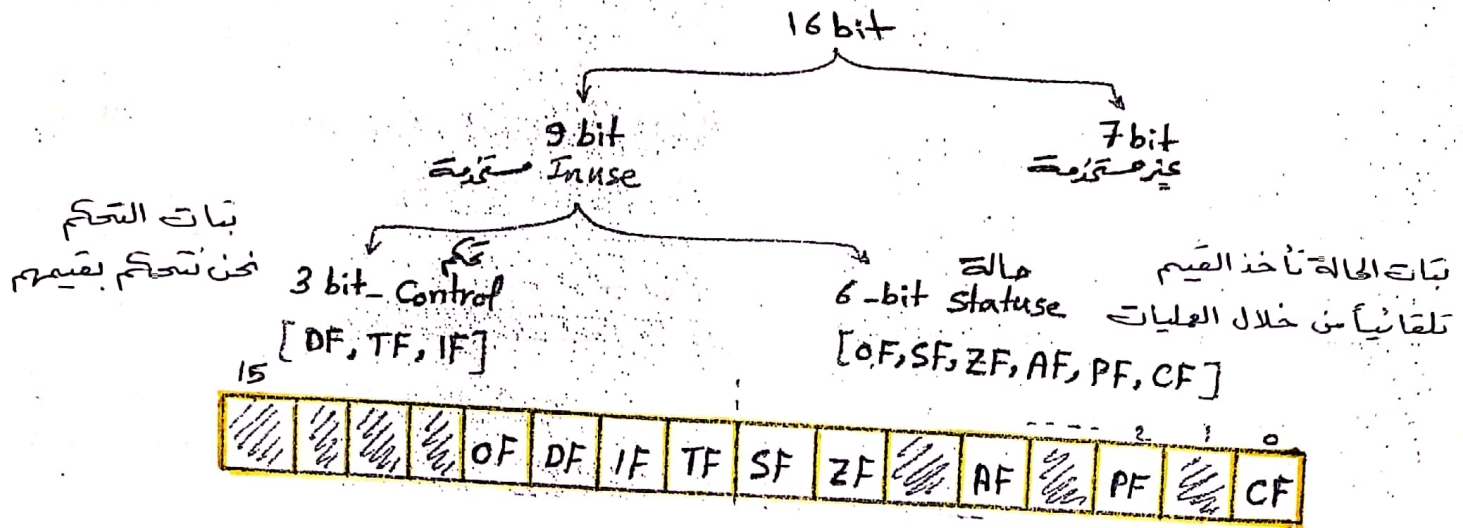 16 bit
9 bit
مستخدمة Inuse
7 bit
غير مستخدمة
بتات التحكم
نحن نتحكم بقيمهم
تحكم
3 bit_ Control
[DF, TF, IF]
حالة
6 -bit Statuse
[OF, SF, ZF, AF, PF, CF]
بتات الحالة تأخذ القيم
تلقائياً من خلال العمليات
15 ---- 2 1 0
OF DF IF TF SF ZF AF PF CF